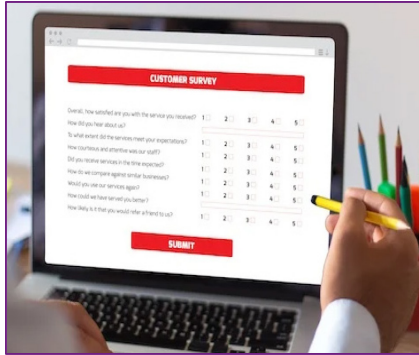 CUSTOMER SURVEY
Overall, how satisfied are you with the service you received? 1 2 3 4 5
How did you hear about us?
To what extent did the services meet your expectations? 1 2 3 4 5
How courteous and attentive was our staff? 1 2 3 4 5
Did you receive services in the time expected? 1 2 3 4 5
How do we compare against similar businesses? 1 2 3 4 5
Would you use our services again? 1 2 3 4 5
How could we have served you better?
How likely is it that you would refer a friend to us? 1 2 3 4 5
SUBMIT